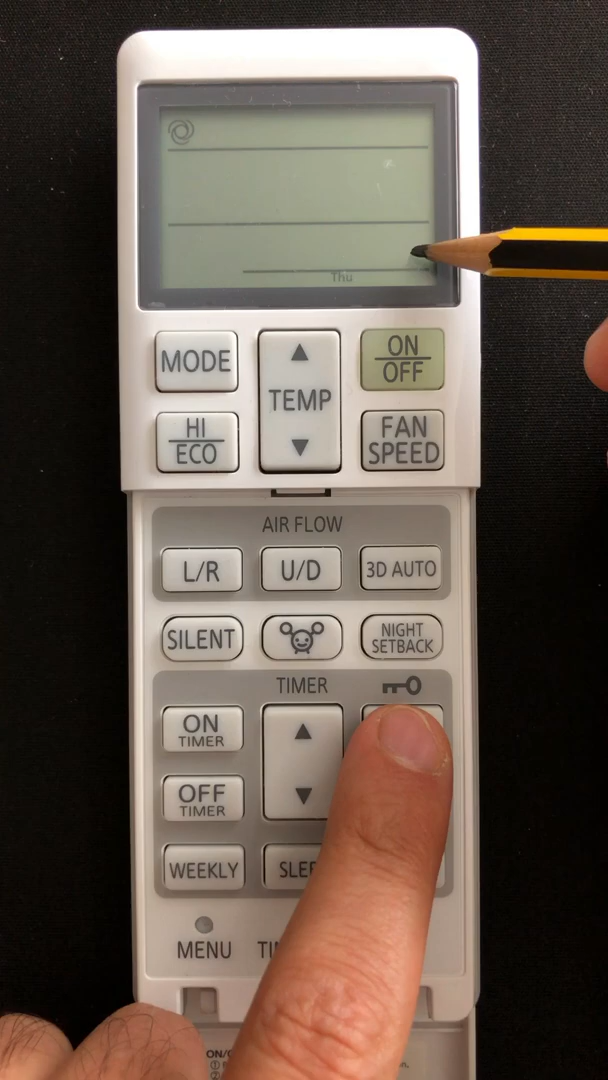 Thu
MODE
TEMP
ON
OFF
HI
ECO
FAN
SPEED
AIR FLOW
L/R
U/D
3D AUTO
SILENT
NIGHT
SETBACK
TIMER
ON
TIMER
OFF
TIMER
WEEKLY
MENU